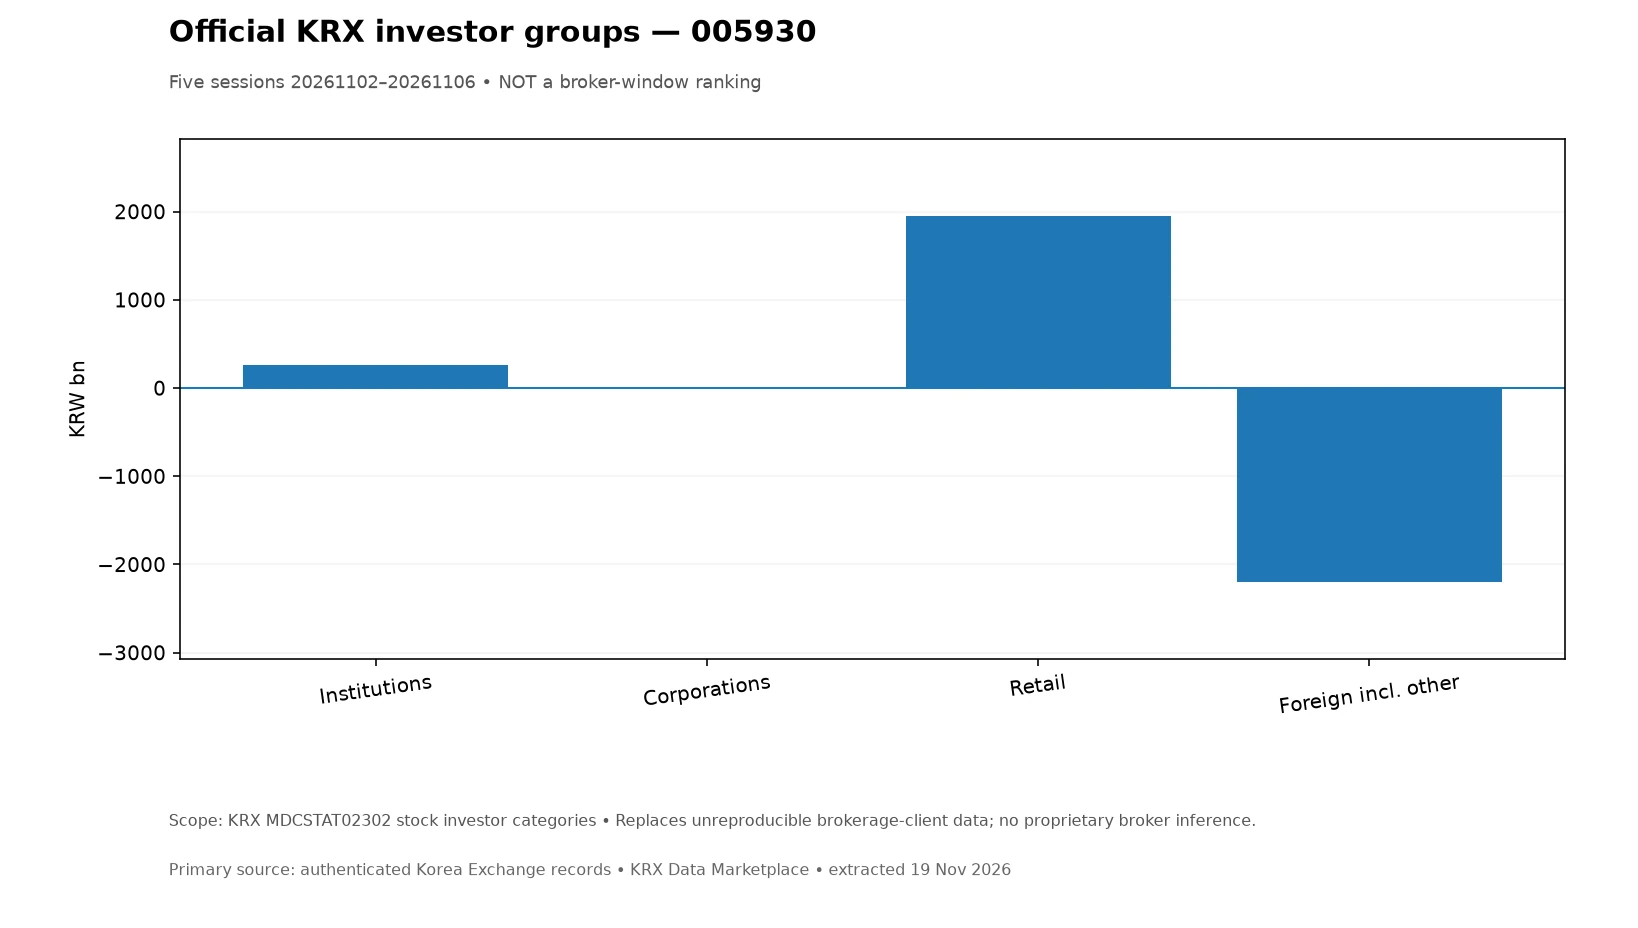 Official KRX investor groups — 005930
Five sessions 20261102–20261106 • NOT a broker-window ranking
KRW bn
2000
1000
0
−1000
−2000
−3000
Institutions
Corporations
Retail
Foreign incl. other
Scope: KRX MDCSTAT02302 stock investor categories • Replaces unreproducible brokerage-client data; no proprietary broker inference.
Primary source: authenticated Korea Exchange records • KRX Data Marketplace • extracted 19 Nov 2026